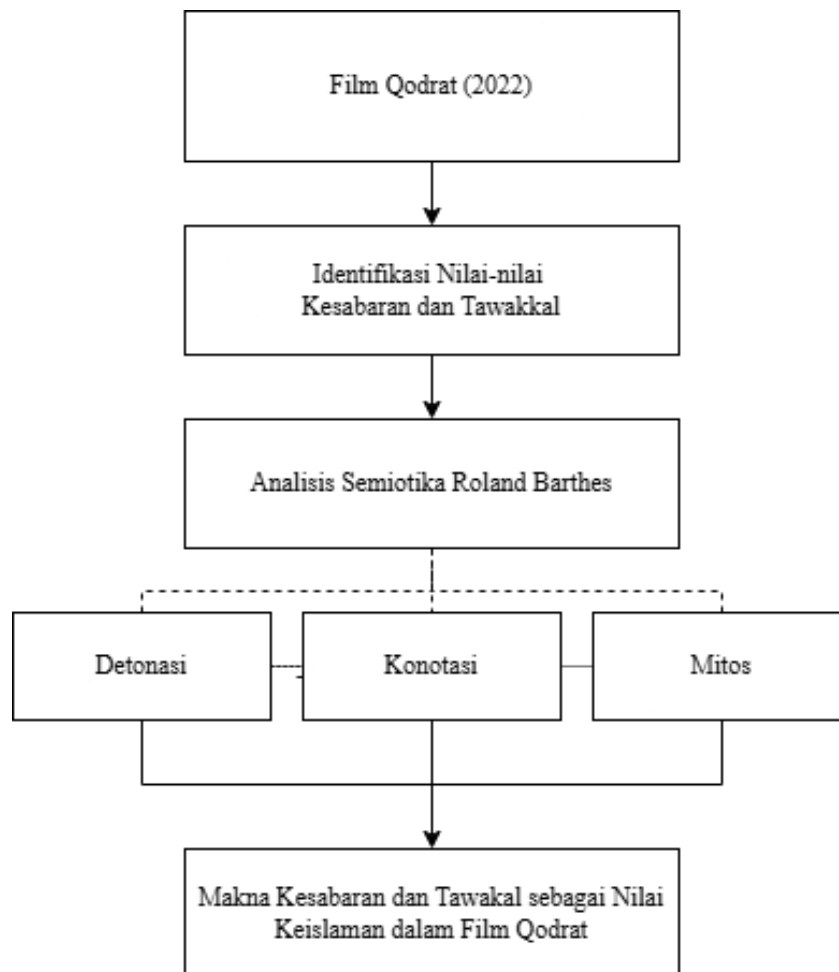 Film Qodrat (2022)
Identifikasi Nilai-nilai
Kesabaran dan Tawakkal
Analisis Semiotika Roland Barthes
Detonasi
Konotasi
Mitos
Makna Kesabaran dan Tawakal sebagai Nilai
Keislaman dalam Film Qodrat